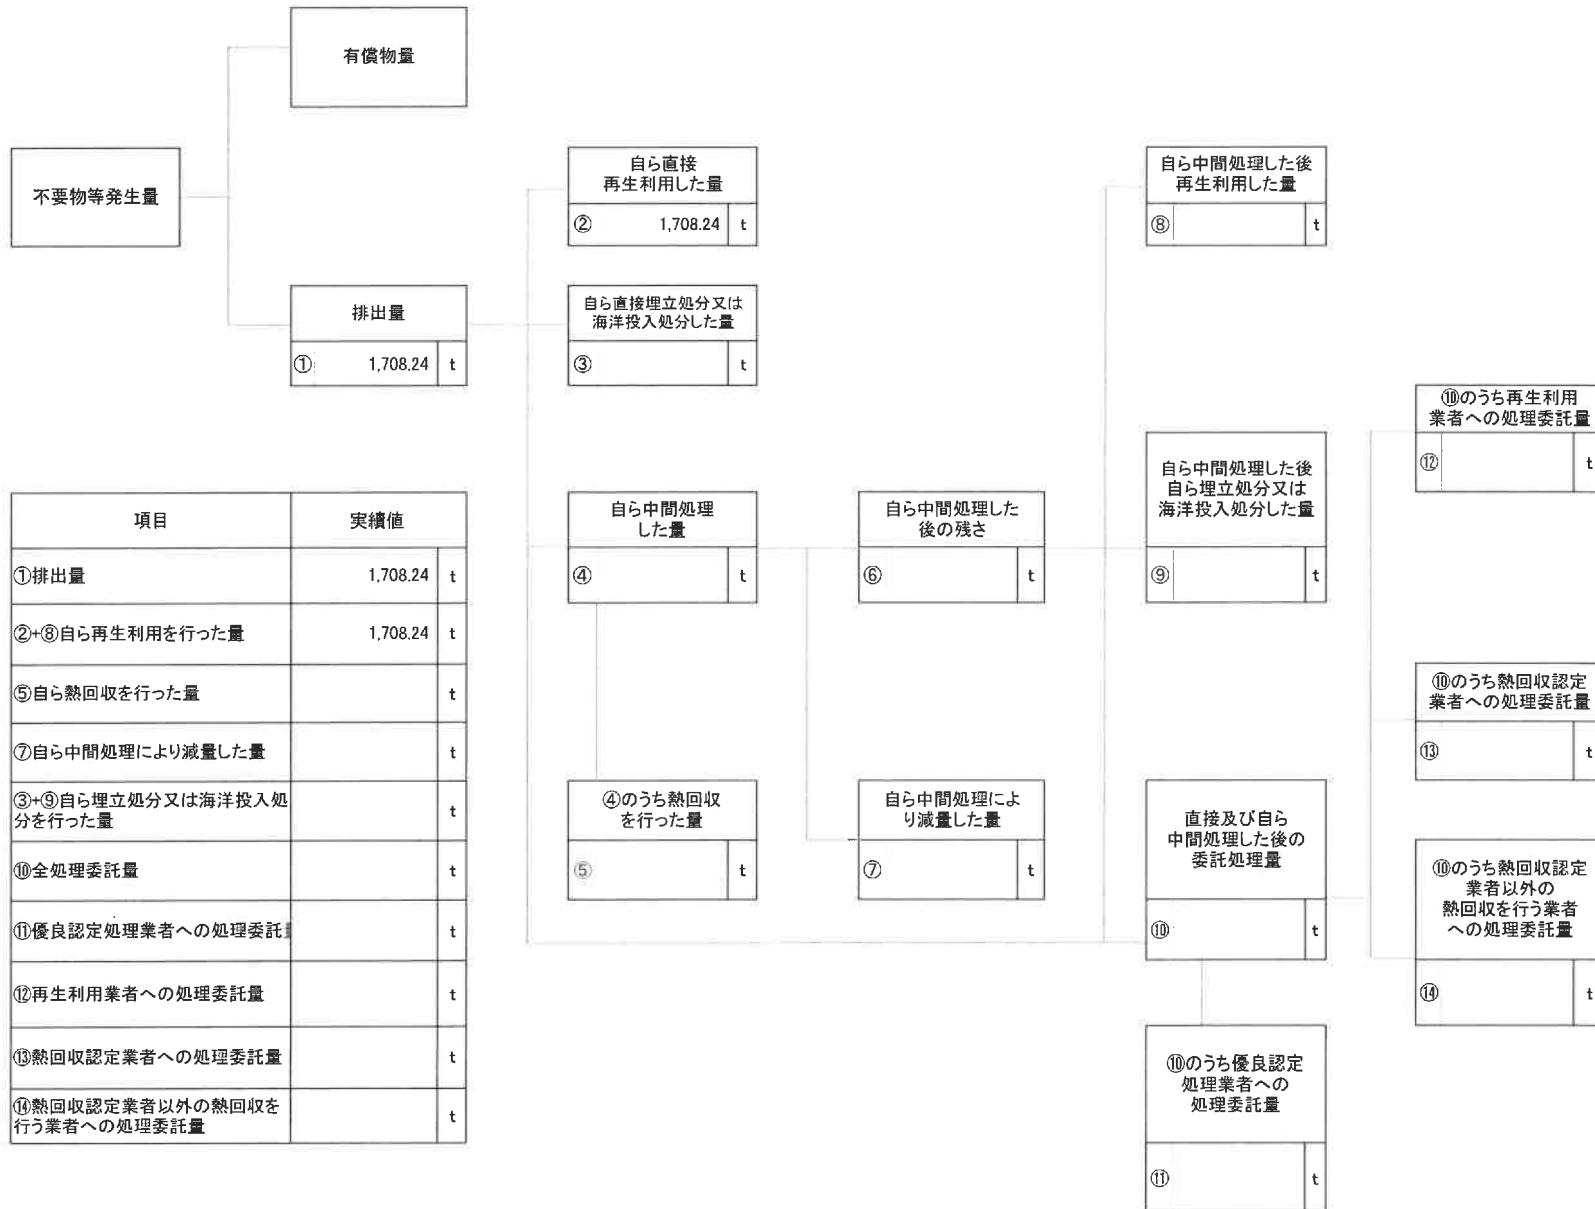 有償物量
不要物等発生量
自ら直接
再生利用した量
② 1,708.24 t
自ら中間処理した後
再生利用した量
⑧ t
排出量
① 1,708.24 t
自ら直接埋立処分又は
海洋投入処分した量
③ t
⑩のうち再生利用
業者への処理委託量
⑫ t
自ら中間処理した後
自ら埋立処分又は
海洋投入処分した量
⑨ t
自ら中間処理
した量
④ t
自ら中間処理した
後の残さ
⑥ t
項目 実績値
①排出量 1,708.24 t
②+⑧自ら再生利用を行った量 1,708.24 t
⑤自ら熱回収を行った量 t
⑦自ら中間処理により減量した量 t
③+⑨自ら埋立処分又は海洋投入処
分を行った量 t
⑩全処理委託量 t
⑪優良認定処理業者への処理委託 t
⑫再生利用業者への処理委託量 t
⑬熱回収認定業者への処理委託量 t
⑭熱回収認定業者以外の熱回収を
行う業者への処理委託量 t
⑩のうち熱回収認定
業者への処理委託量
⑬ t
④のうち熱回収
を行った量
⑤ t
自ら中間処理によ
り減量した量
⑦ t
直接及び自ら
中間処理した後の
委託処理量
⑩ t
⑩のうち熱回収認定
業者以外の
熱回収を行う業者
への処理委託量
⑭ t
⑩のうち優良認定
処理業者への
処理委託量
⑪ t